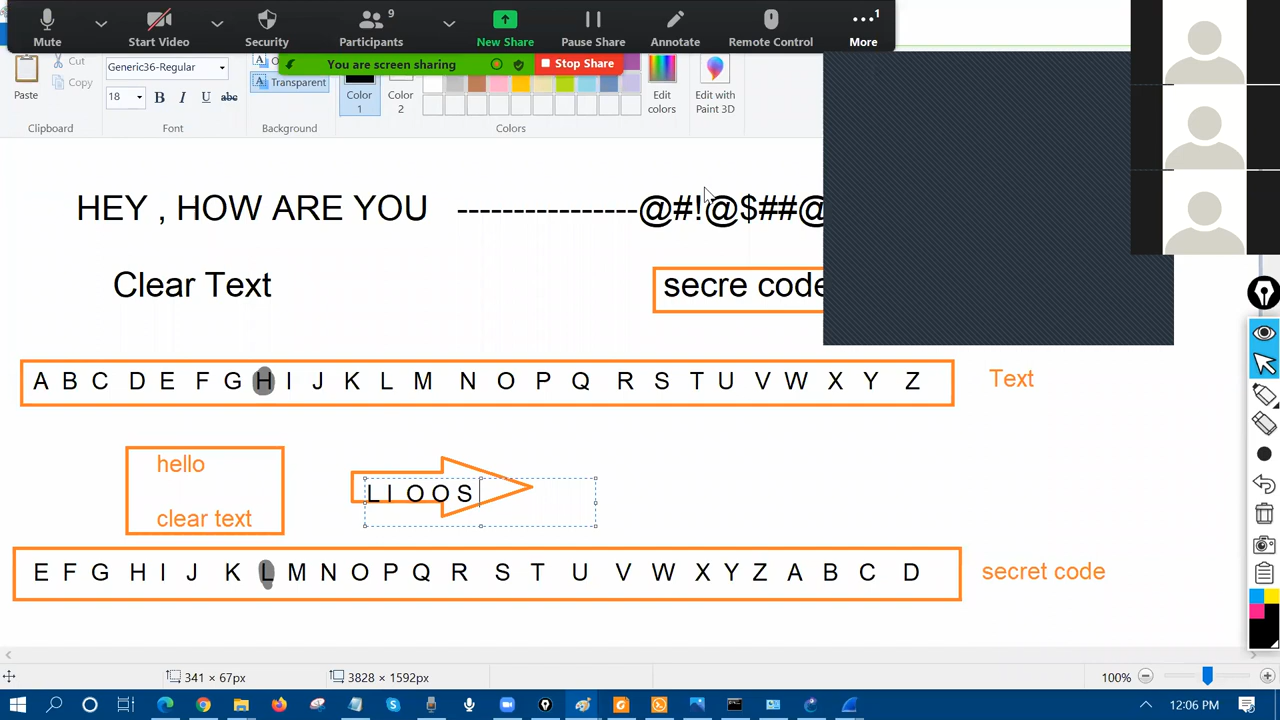 Mute
Start Video
Security
9
Participants
New Share
Pause Share
Annotate
Remote Control
1
More
You are screen sharing
Stop Share
Paste
Cut
Copy
Clipboard
Generic36-Regular
18
B I U abc
Font
Transparent
Background
Color 1
Color 2
Edit colors
Edit with Paint 3D
Colors
HEY , HOW ARE YOU ----------------@#!@$##@
Clear Text
secre code
A B C D E F G H I J K L M N O P Q R S T U V W X Y Z
Text
hello
clear text
L I O O S
E F G H I J K L M N O P Q R S T U V W X Y Z A B C D
secret code
341 × 67px
3828 × 1592px
100%
12:06 PM